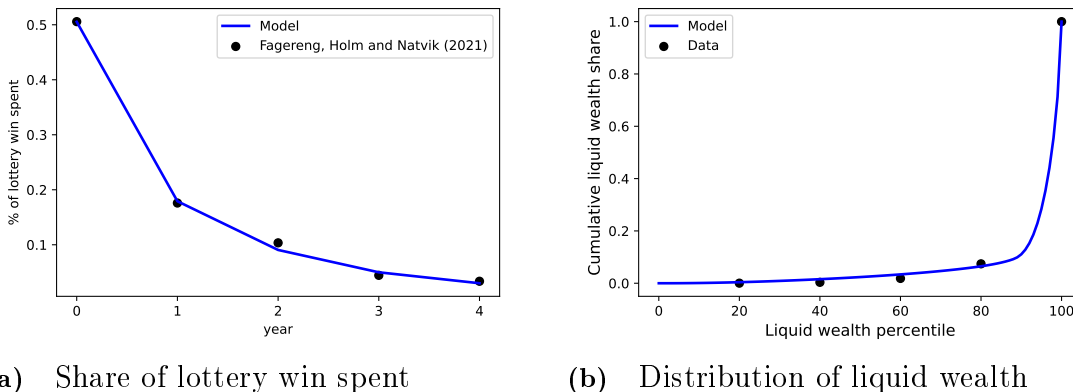 Model
Fagereng, Holm and Natvik (2021)
% of lottery win spent
0.5
0.4
0.3
0.2
0.1
0 1 2 3 4
year
a) Share of lottery win spent
Model
Data
Cumulative liquid wealth share
1.0
0.8
0.6
0.4
0.2
0.0
0 20 40 60 80 100
Liquid wealth percentile
(b) Distribution of liquid wealth